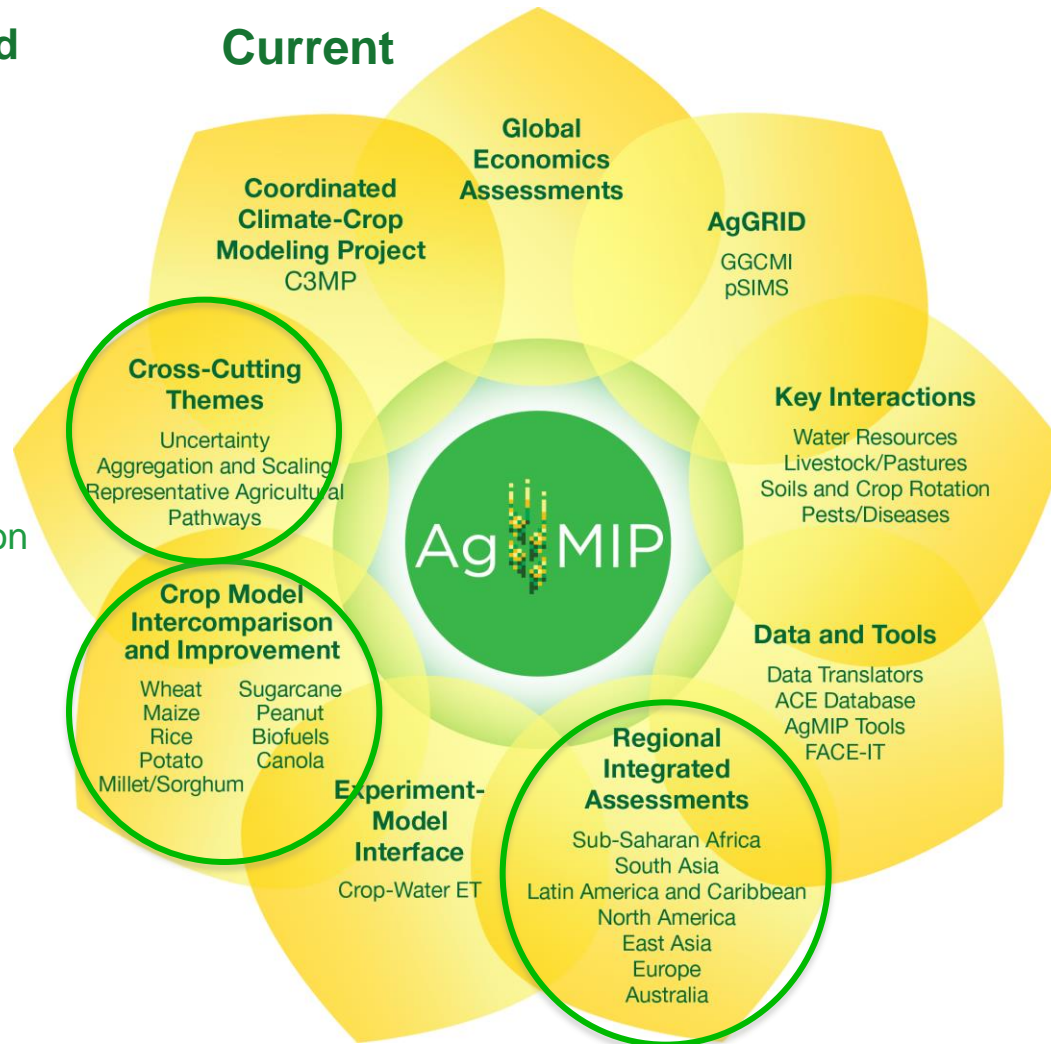 d
Current
Global
Economics
Assessments
Coordinated
Climate-Crop
Modeling Project
C3MP
AgGRID
GGCMI
pSIMS
Cross-Cutting
Themes
Uncertainty
Aggregation and Scaling
Representative Agricultural
Pathways
Key Interactions
Water Resources
Livestock/Pastures
Soils and Crop Rotation
Pests/Diseases
on
AgMIP
Crop Model
Intercomparison
and Improvement
Wheat Sugarcane
Maize Peanut
Rice Biofuels
Potato Canola
Millet/Sorghum
Data and Tools
Data Translators
ACE Database
AgMIP Tools
FACE-IT
Experiment-
Model
Interface
Crop-Water ET
Regional
Integrated
Assessments
Sub-Saharan Africa
South Asia
Latin America and Caribbean
North America
East Asia
Europe
Australia